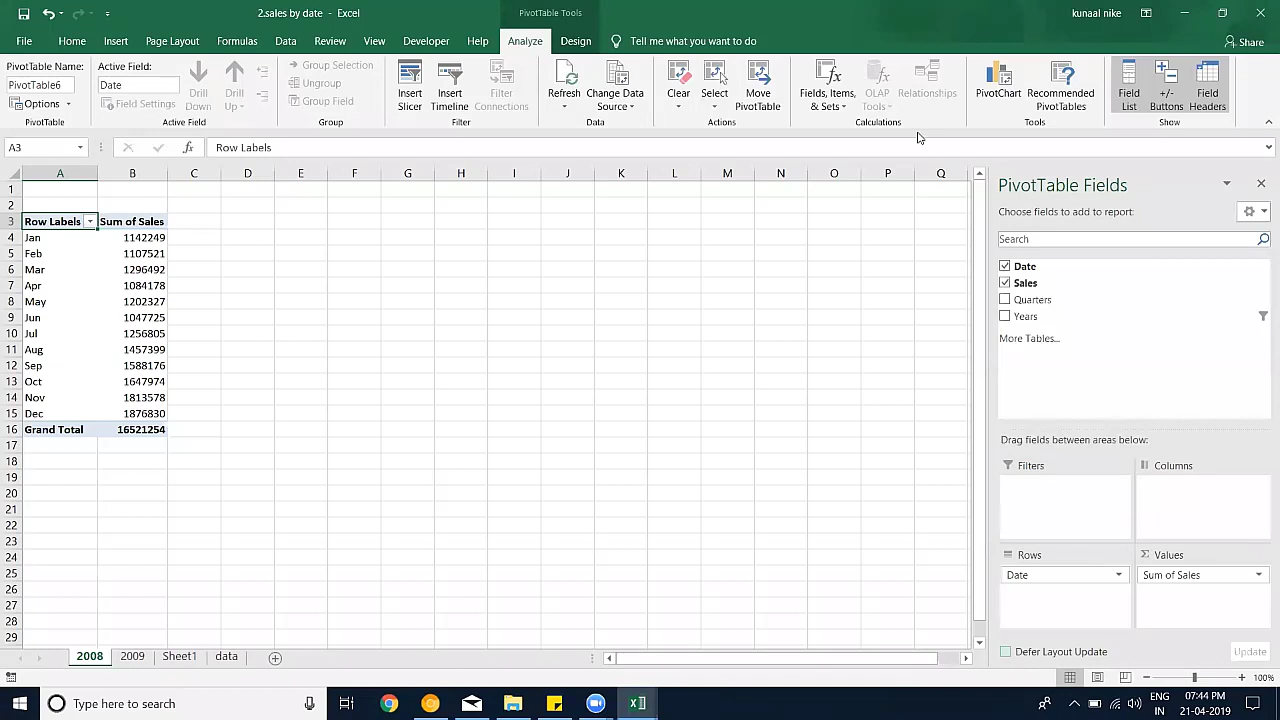 2.sales by date - Excel
PivotTable Tools
kunaal nike
File Home Insert Page Layout Formulas Data Review View Developer Help Analyze Design Tell me what you want to do Share
PivotTable Name:
PivotTable6
Options
PivotTable
Active Field:
Date
Field Settings
Drill Down
Drill Up
Active Field
Group Selection
Ungroup
Group Field
Group
Insert Slicer
Insert Timeline
Filter Connections
Filter
Refresh
Change Data Source
Data
Clear
Select
Move PivotTable
Actions
Fields, Items, & Sets
OLAP Tools
Relationships
Calculations
PivotChart
Recommended PivotTables
Tools
Field List
+/- Buttons
Field Headers
Show
A3 fx Row Labels
A B C D E F G H I J K L M N O P Q
1
2
3 Row Labels Sum of Sales
4 Jan 1142249
5 Feb 1107521
6 Mar 1296492
7 Apr 1084178
8 May 1202327
9 Jun 1047725
10 Jul 1256805
11 Aug 1457399
12 Sep 1588176
13 Oct 1647974
14 Nov 1813578
15 Dec 1876830
16 Grand Total 16521254
17
18
19
20
21
22
23
24
25
26
27
28
29
PivotTable Fields
Choose fields to add to report:
Search
Date
Sales
Quarters
Years
More Tables...
Drag fields between areas below:
Filters Columns
Rows Σ Values
Date Sum of Sales
Defer Layout Update Update
2008 2009 Sheet1 data
100%
Type here to search
ENG
IN
07:44 PM
21-04-2019